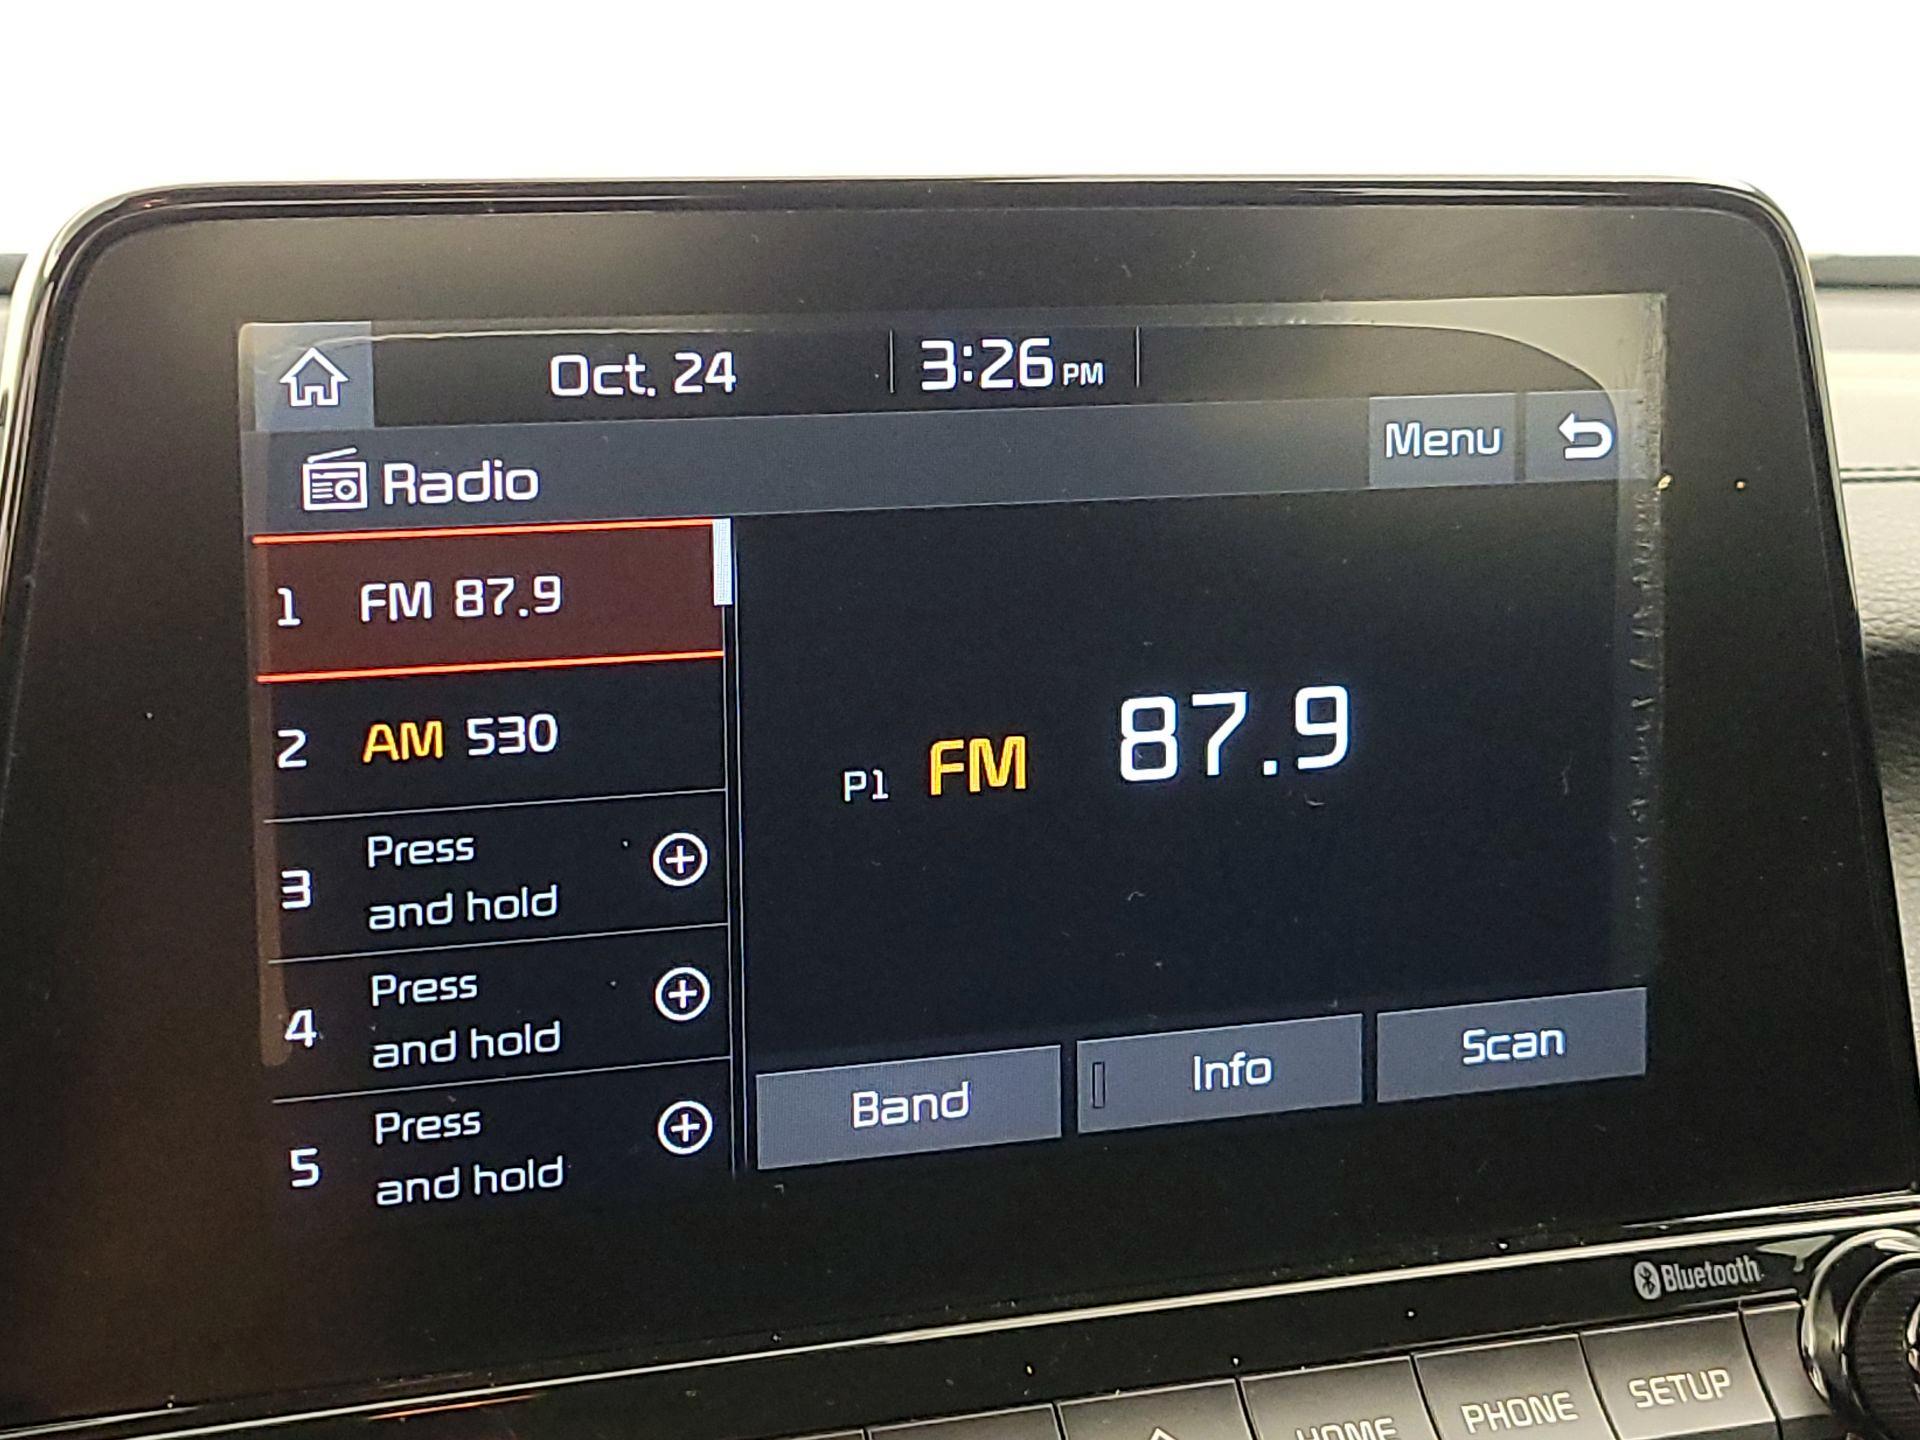 Oct. 24 3:26 PM
Radio Menu
1 FM 87.9
2 AM 530
3 Press
and hold
4 Press
and hold
5 Press
and hold
P1 FM 87.9
Band Info Scan
Bluetooth
HOME PHONE SETUP